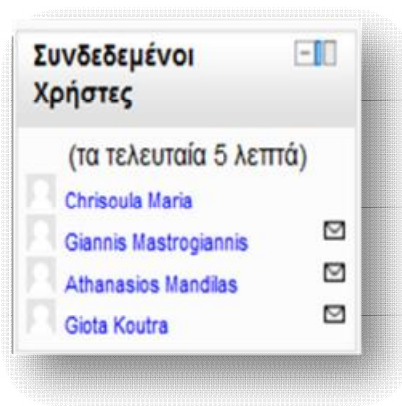 Συνδεδεμένοι
Χρήστες
(τα τελευταία 5 λεπτά)
Chrisoula Maria
Giannis Mastrogiannis
Athanasios Mandilas
Giota Koutra